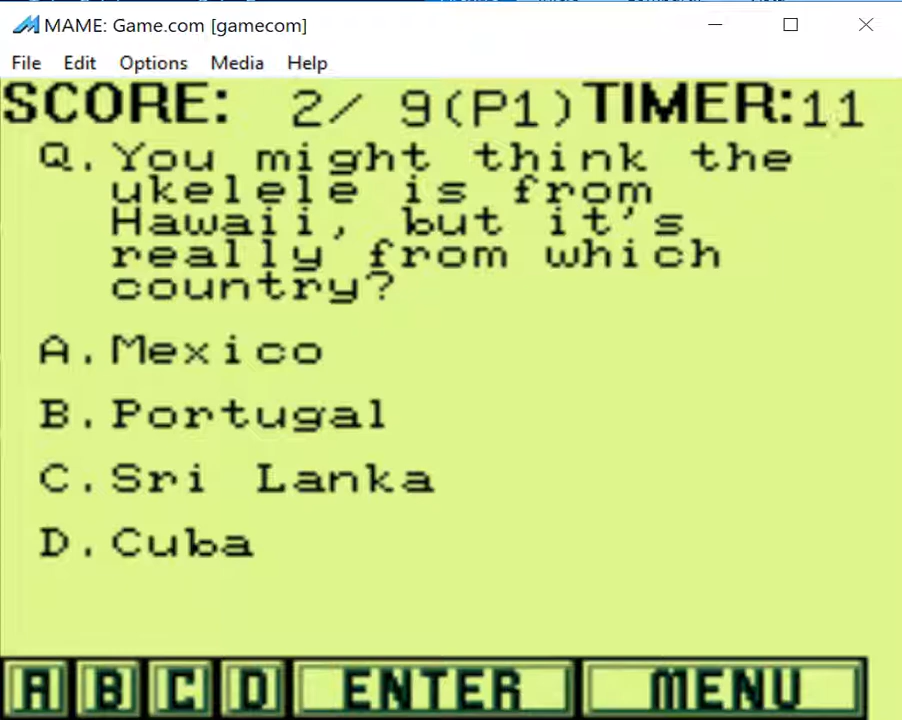 MAME: Game.com [gamecom]
File Edit Options Media Help
SCORE: 2/ 9(P1) TIMER:11
Q. You might think the
ukelele is from
Hawaii, but it's
really from which
country?
A. Mexico
B. Portugal
C. Sri Lanka
D. Cuba
A B C D ENTER MENU